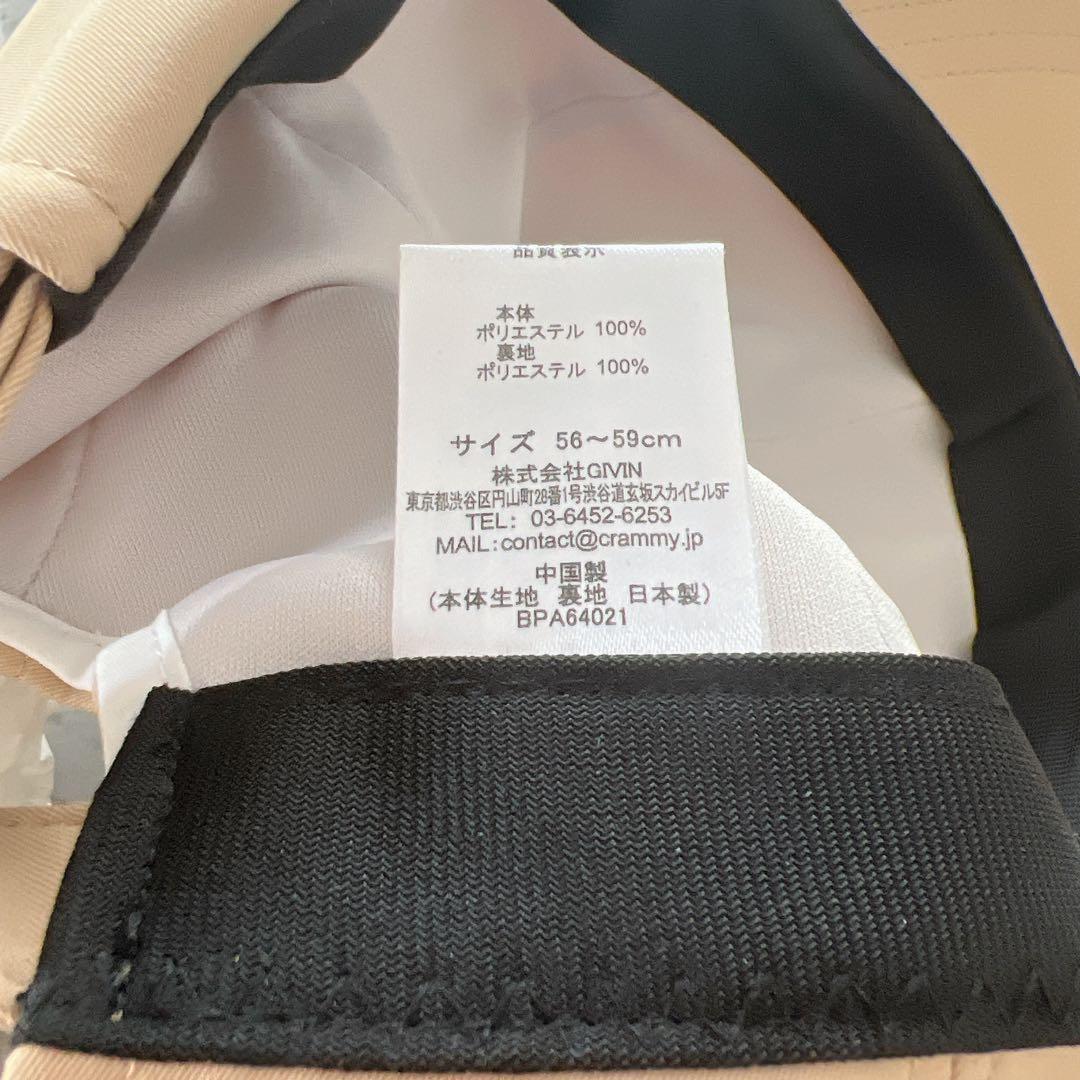 品質表示
本体
ポリエステル 100%
裏地
ポリエステル 100%
サイズ 56～59cm
株式会社GIVIN
東京都渋谷区円山町28番1号渋谷道玄坂スカイビル5F
TEL: 03-6452-6253
MAIL:contact@crammy.jp
中国製
(本体生地 裏地 日本製)
BPA64021